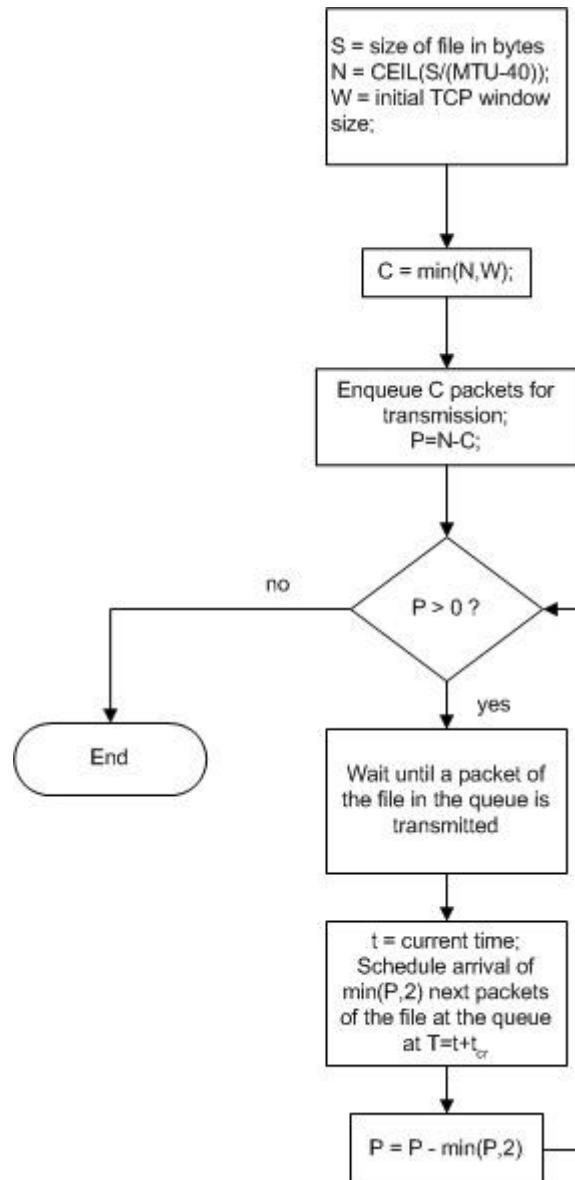 S = size of file in bytes
N = CEIL(S/(MTU-40));
W = initial TCP window
size;
C = min(N,W);
Enqueue C packets for
transmission;
P=N-C;
no
P > 0 ?
yes
End
Wait until a packet of
the file in the queue is
transmitted
t = current time;
Schedule arrival of
min(P,2) next packets
of the file at the queue
at T=t+t_cr
P = P - min(P,2)